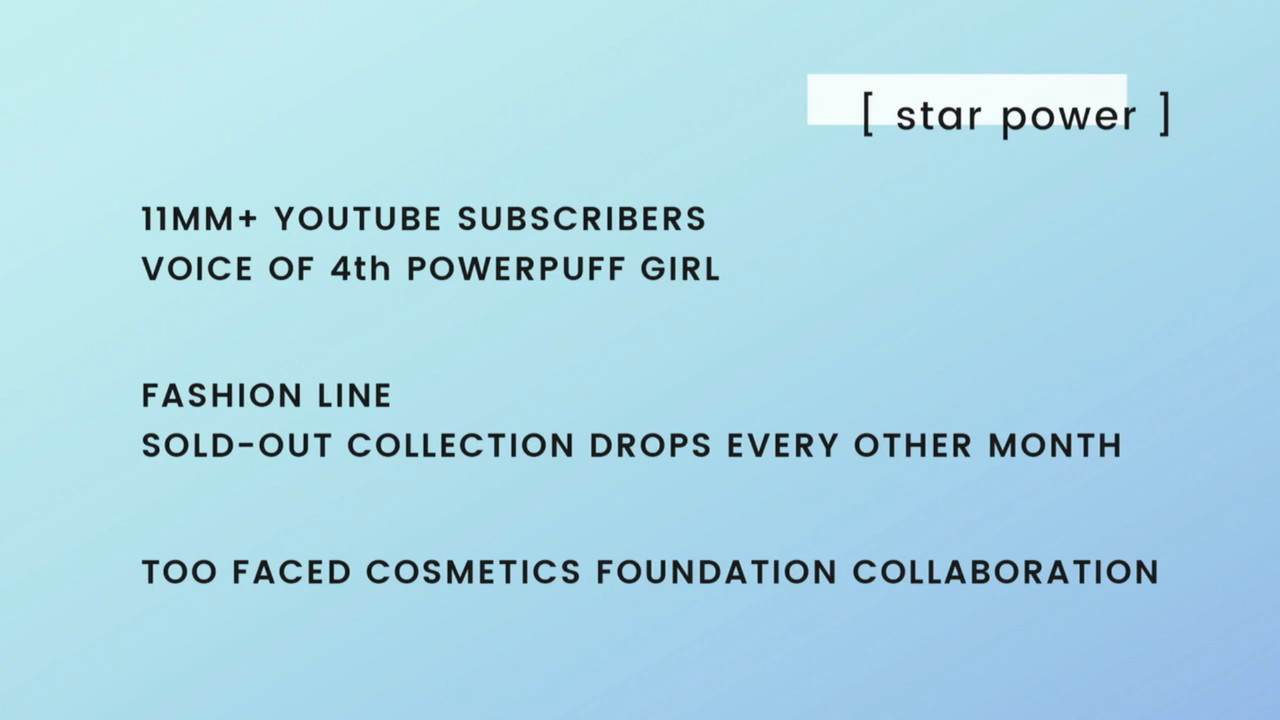 [ star power ]
11MM+ YOUTUBE SUBSCRIBERS
VOICE OF 4th POWERPUFF GIRL
FASHION LINE
SOLD-OUT COLLECTION DROPS EVERY OTHER MONTH
TOO FACED COSMETICS FOUNDATION COLLABORATION